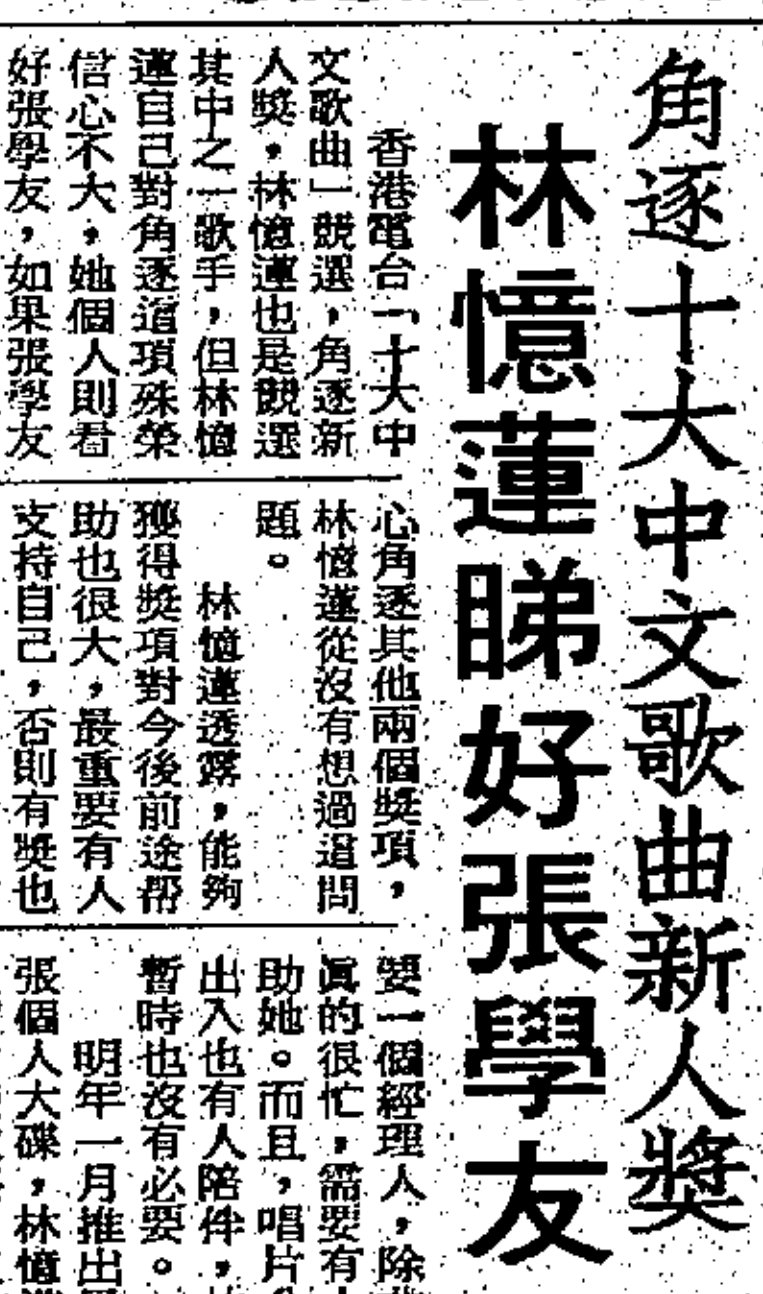 角逐十大中文歌曲新人獎
林憶蓮睇好張學友
香港電台「十大中
文歌曲」競選，角逐新
人獎，林憶蓮也是競選
其中之一歌手，但林憶
蓮自己對角逐這項殊榮
信心不大，她個人則看
好張學友，如果張學友
心角逐其他兩個獎項，
林憶蓮從沒有想過這問
題。
林憶蓮透露，能夠
獲得獎項對今後前途帮
助也很大，最重要有人
支持自己，否則有獎也
要一個經理人，除
眞的很忙，需要有
助她。而且，唱片
出入也有人陪伴，
暫時也沒有必要。
明年一月推出
張個人大碟，林憶